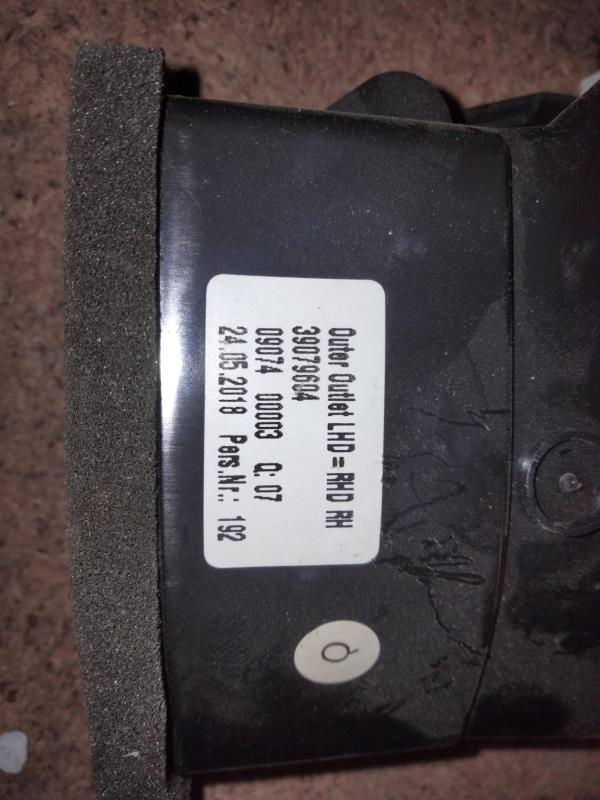 Outer Outlet LHD = RHD RH
39079604
09074 00003 Q: 07
24.05.2018 Pers.Nr.: 192
Q